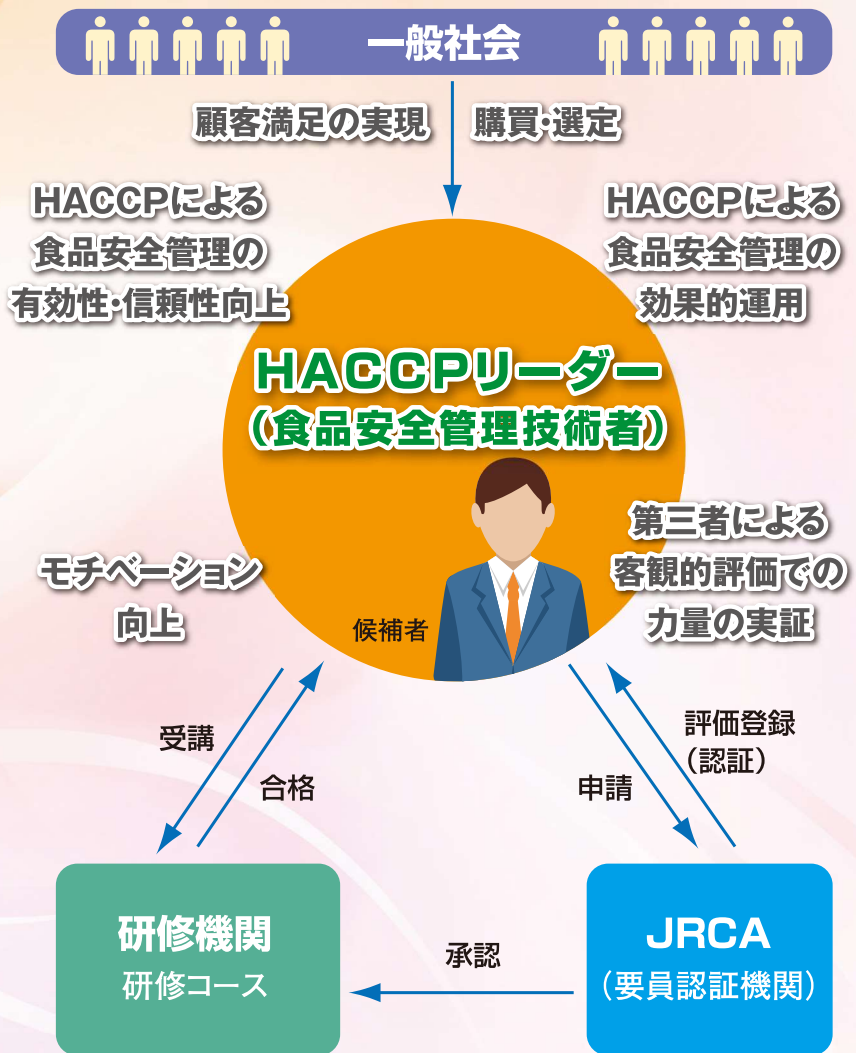 一般社会
顧客満足の実現
購買・選定
HACCPによる
食品安全管理の
有効性・信頼性向上
HACCPによる
食品安全管理の
効果的運用
HACCPリーダー
（食品安全管理技術者）
モチベーション
向上
第三者による
客観的評価での
力量の実証
候補者
受講
合格
申請
評価登録
（認証）
研修機関
研修コース
承認
JRCA
（要員認証機関）